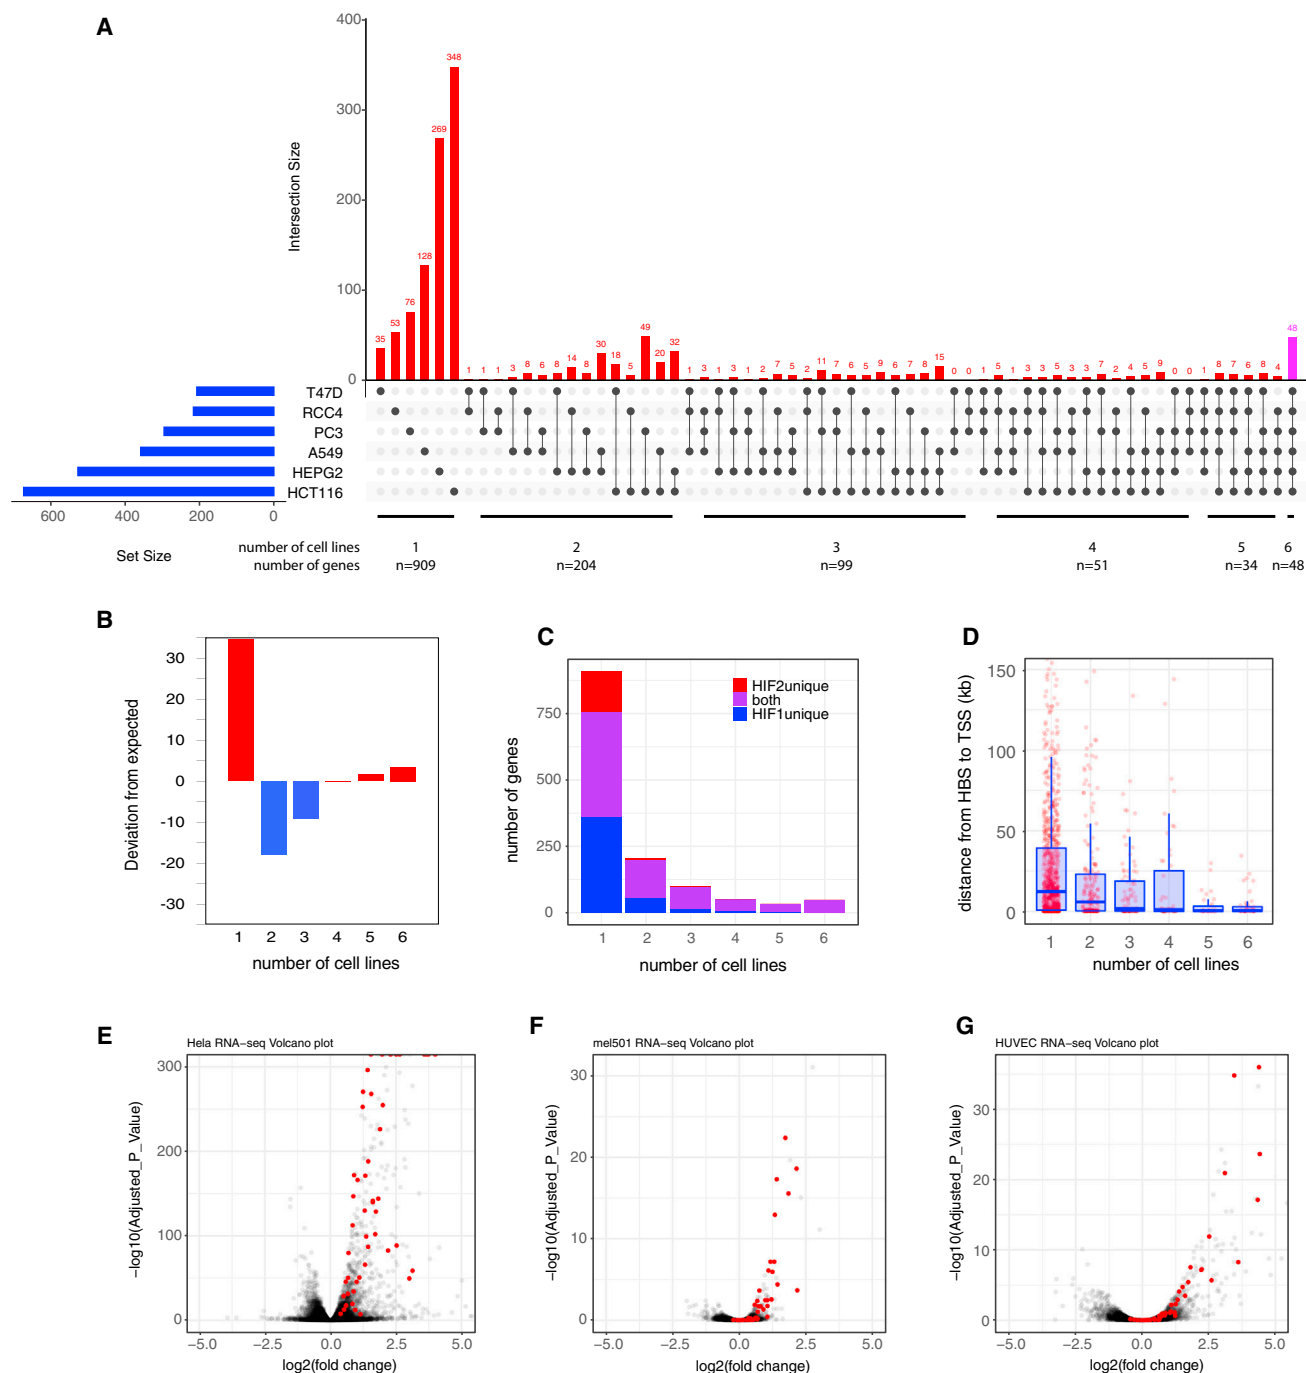 A
400
300
200
100
0
Intersection Size
35 53 76 128 269 348 1 1 1 3 8 6 8 14 8 30 18 5 49 20 32 1 3 1 3 1 2 7 5 2 11 7 6 5 9 6 7 8 15 0 0 1 5 1 3 3 5 3 3 7 2 4 5 9 0 0 1 8 7 6 8 4 48
T47D
RCC4
PC3
A549
HEPG2
HCT116
600 400 200 0
Set Size
number of cell lines 1 2 3 4 5 6
number of genes n=909 n=204 n=99 n=51 n=34 n=48
B
Deviation from expected
30
20
10
0
-10
-20
-30
1 2 3 4 5 6
number of cell lines
C
number of genes
750
500
250
0
HIF2unique
both
HIF1unique
1 2 3 4 5 6
number of cell lines
D
distance from HBS to TSS (kb)
150
100
50
0
1 2 3 4 5 6
number of cell lines
E
Hela RNA−seq Volcano plot
−log10(Adjusted_P_Value)
300
200
100
0
−5.0 −2.5 0.0 2.5 5.0
log2(fold change)
F
mel501 RNA−seq Volcano plot
−log10(Adjusted_P_Value)
30
20
10
0
−5.0 −2.5 0.0 2.5 5.0
log2(fold change)
G
HUVEC RNA−seq Volcano plot
−log10(Adjusted_P_Value)
30
20
10
0
−5.0 −2.5 0.0 2.5 5.0
log2(fold change)